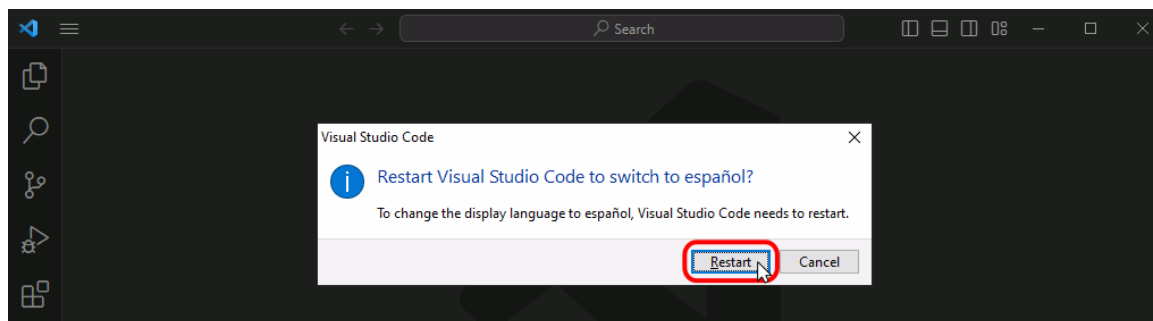 Search
Visual Studio Code
Restart Visual Studio Code to switch to español?
To change the display language to español, Visual Studio Code needs to restart.
Restart
Cancel